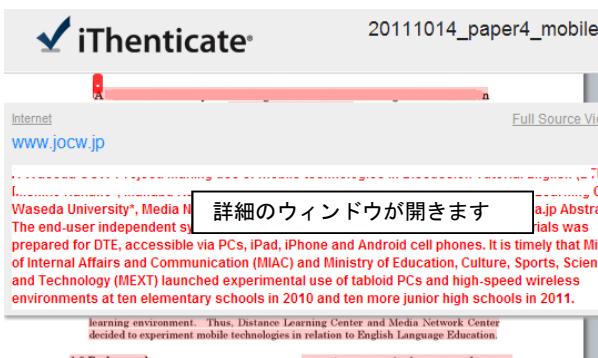 iThenticate®
20111014_paper4_mobile
Internet
Full Source Vi
www.jocw.jp
詳細のウィンドウが開きます
Waseda University*, Media N
a.jp Abstra
The end-user independent sy
rials was
prepared for DTE, accessible via PCs, iPad, iPhone and Android cell phones. It is timely that Mi
of Internal Affairs and Communication (MIAC) and Ministry of Education, Culture, Sports, Scien
and Technology (MEXT) launched experimental use of tabloid PCs and high-speed wireless
environments at ten elementary schools in 2010 and ten more junior high schools in 2011.
learning environment. Thus, Distance Learning Center and Media Network Center
decided to experiment mobile technologies in relation to English Language Education.